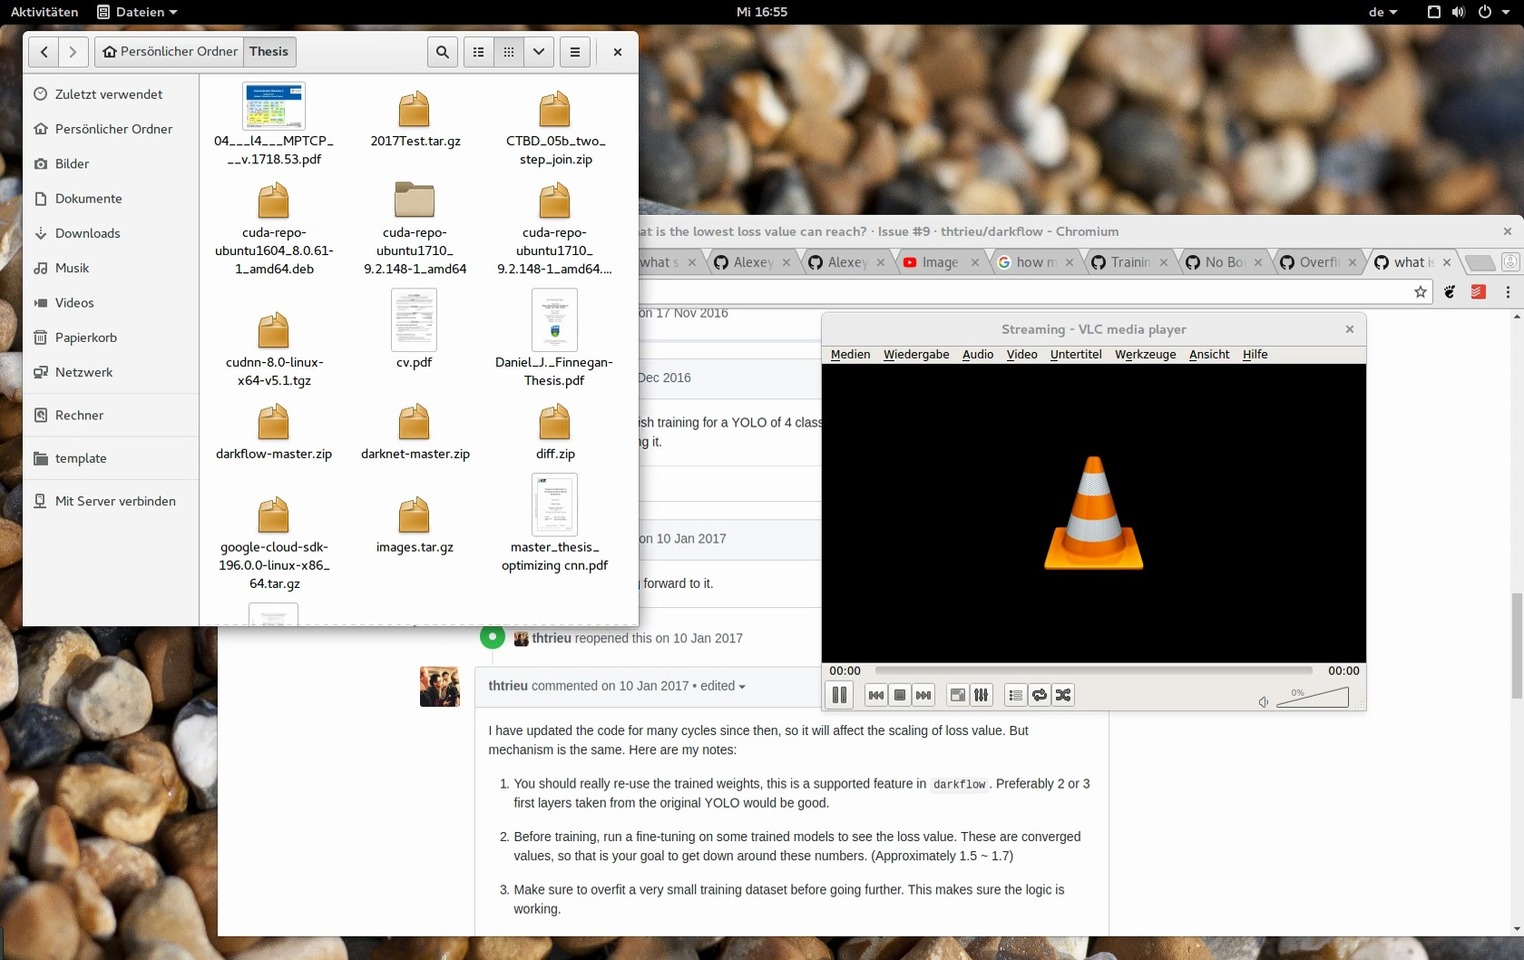 Aktivitäten
Dateien
Mi 16:55
de
Persönlicher Ordner
Thesis
Zuletzt verwendet
Persönlicher Ordner
Bilder
Dokumente
Downloads
Musik
Videos
Papierkorb
Netzwerk
Rechner
template
Mit Server verbinden
04___l4___MPTCP_
__v.1718.53.pdf
2017Test.tar.gz
CTBD_05b_two_
step_join.zip
cuda-repo-
ubuntu1604_8.0.61-
1_amd64.deb
cuda-repo-
ubuntu1710_
9.2.148-1_amd64
cuda-repo-
ubuntu1710_
9.2.148-1_amd64.…
cudnn-8.0-linux-
x64-v5.1.tgz
cv.pdf
Daniel_J._Finnegan-
Thesis.pdf
darkflow-master.zip
darknet-master.zip
diff.zip
google-cloud-sdk-
196.0.0-linux-x86_
64.tar.gz
images.tar.gz
master_thesis_
optimizing cnn.pdf
at is the lowest loss value can reach? · Issue #9 · thtrieu/darkflow - Chromium
what s
Alexey
Alexey
Image
how m
Trainin
No Bo
Overfi
what is
on 17 Nov 2016
Dec 2016
ish training for a YOLO of 4 class
g it.
on 10 Jan 2017
forward to it.
thtrieu reopened this on 10 Jan 2017
thtrieu commented on 10 Jan 2017 • edited
I have updated the code for many cycles since then, so it will affect the scaling of loss value. But
mechanism is the same. Here are my notes:
1. You should really re-use the trained weights, this is a supported feature in darkflow. Preferably 2 or 3
first layers taken from the original YOLO would be good.
2. Before training, run a fine-tuning on some trained models to see the loss value. These are converged
values, so that is your goal to get down around these numbers. (Approximately 1.5 ~ 1.7)
3. Make sure to overfit a very small training dataset before going further. This makes sure the logic is
working.
Streaming - VLC media player
Medien Wiedergabe Audio Video Untertitel Werkzeuge Ansicht Hilfe
00:00
00:00
0%